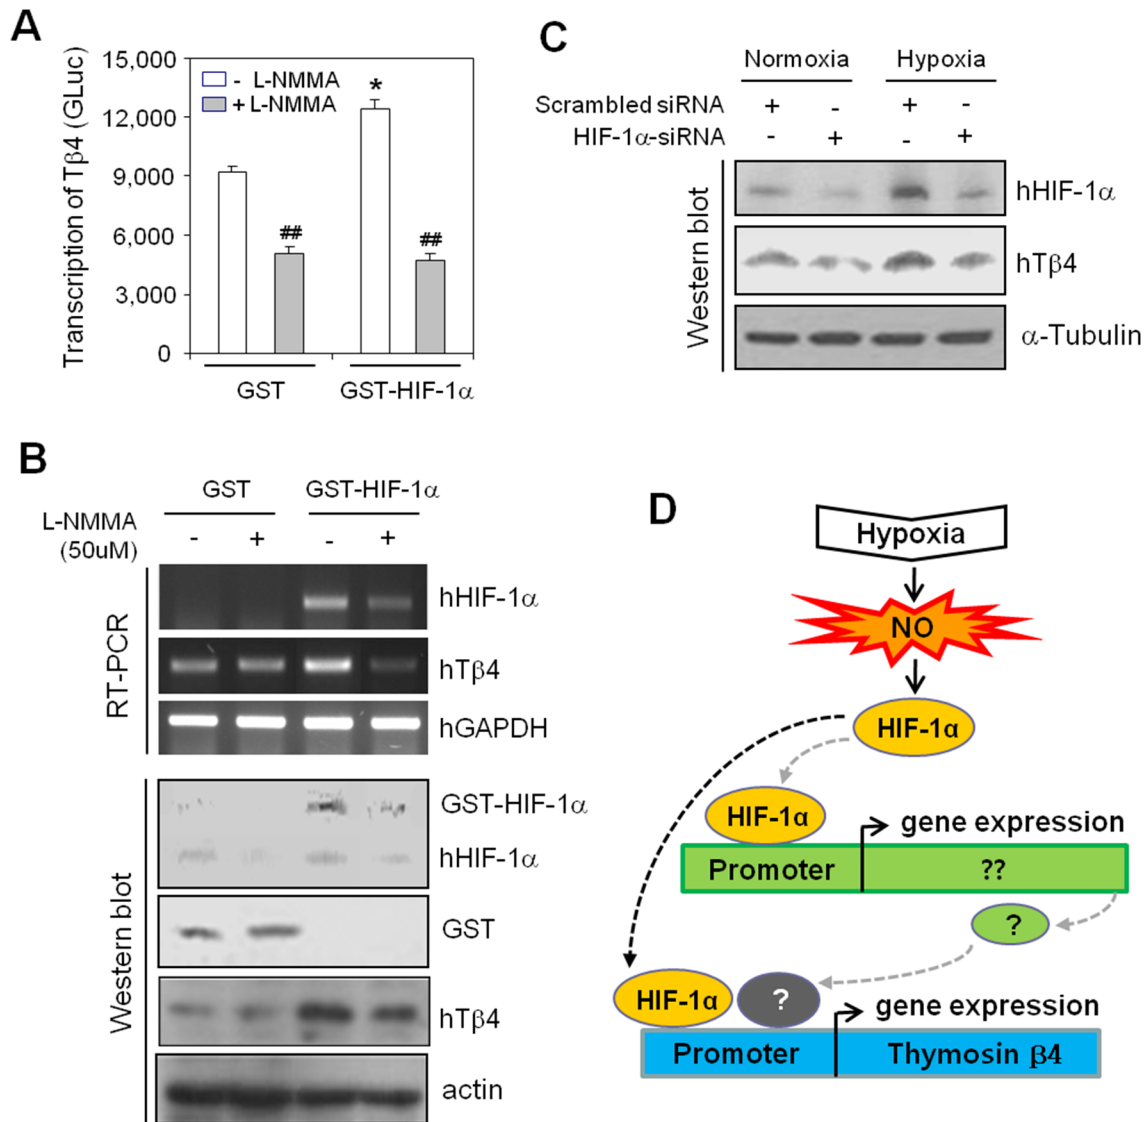 A
Transcription of Tβ4 (GLuc)
15,000
12,000
9,000
6,000
3,000
0
- L-NMMA
+ L-NMMA
*
##
##
GST
GST-HIF-1α
B
GST
GST-HIF-1α
L-NMMA
(50uM)
- + - +
RT-PCR
hHIF-1α
hTβ4
hGAPDH
Western blot
GST-HIF-1α
hHIF-1α
GST
hTβ4
actin
C
Normoxia
Hypoxia
Scrambled siRNA + - + -
HIF-1α-siRNA - + - +
Western blot
hHIF-1α
hTβ4
α-Tubulin
D
Hypoxia
NO
HIF-1α
HIF-1α
gene expression
Promoter
??
?
HIF-1α
?
gene expression
Promoter
Thymosin β4